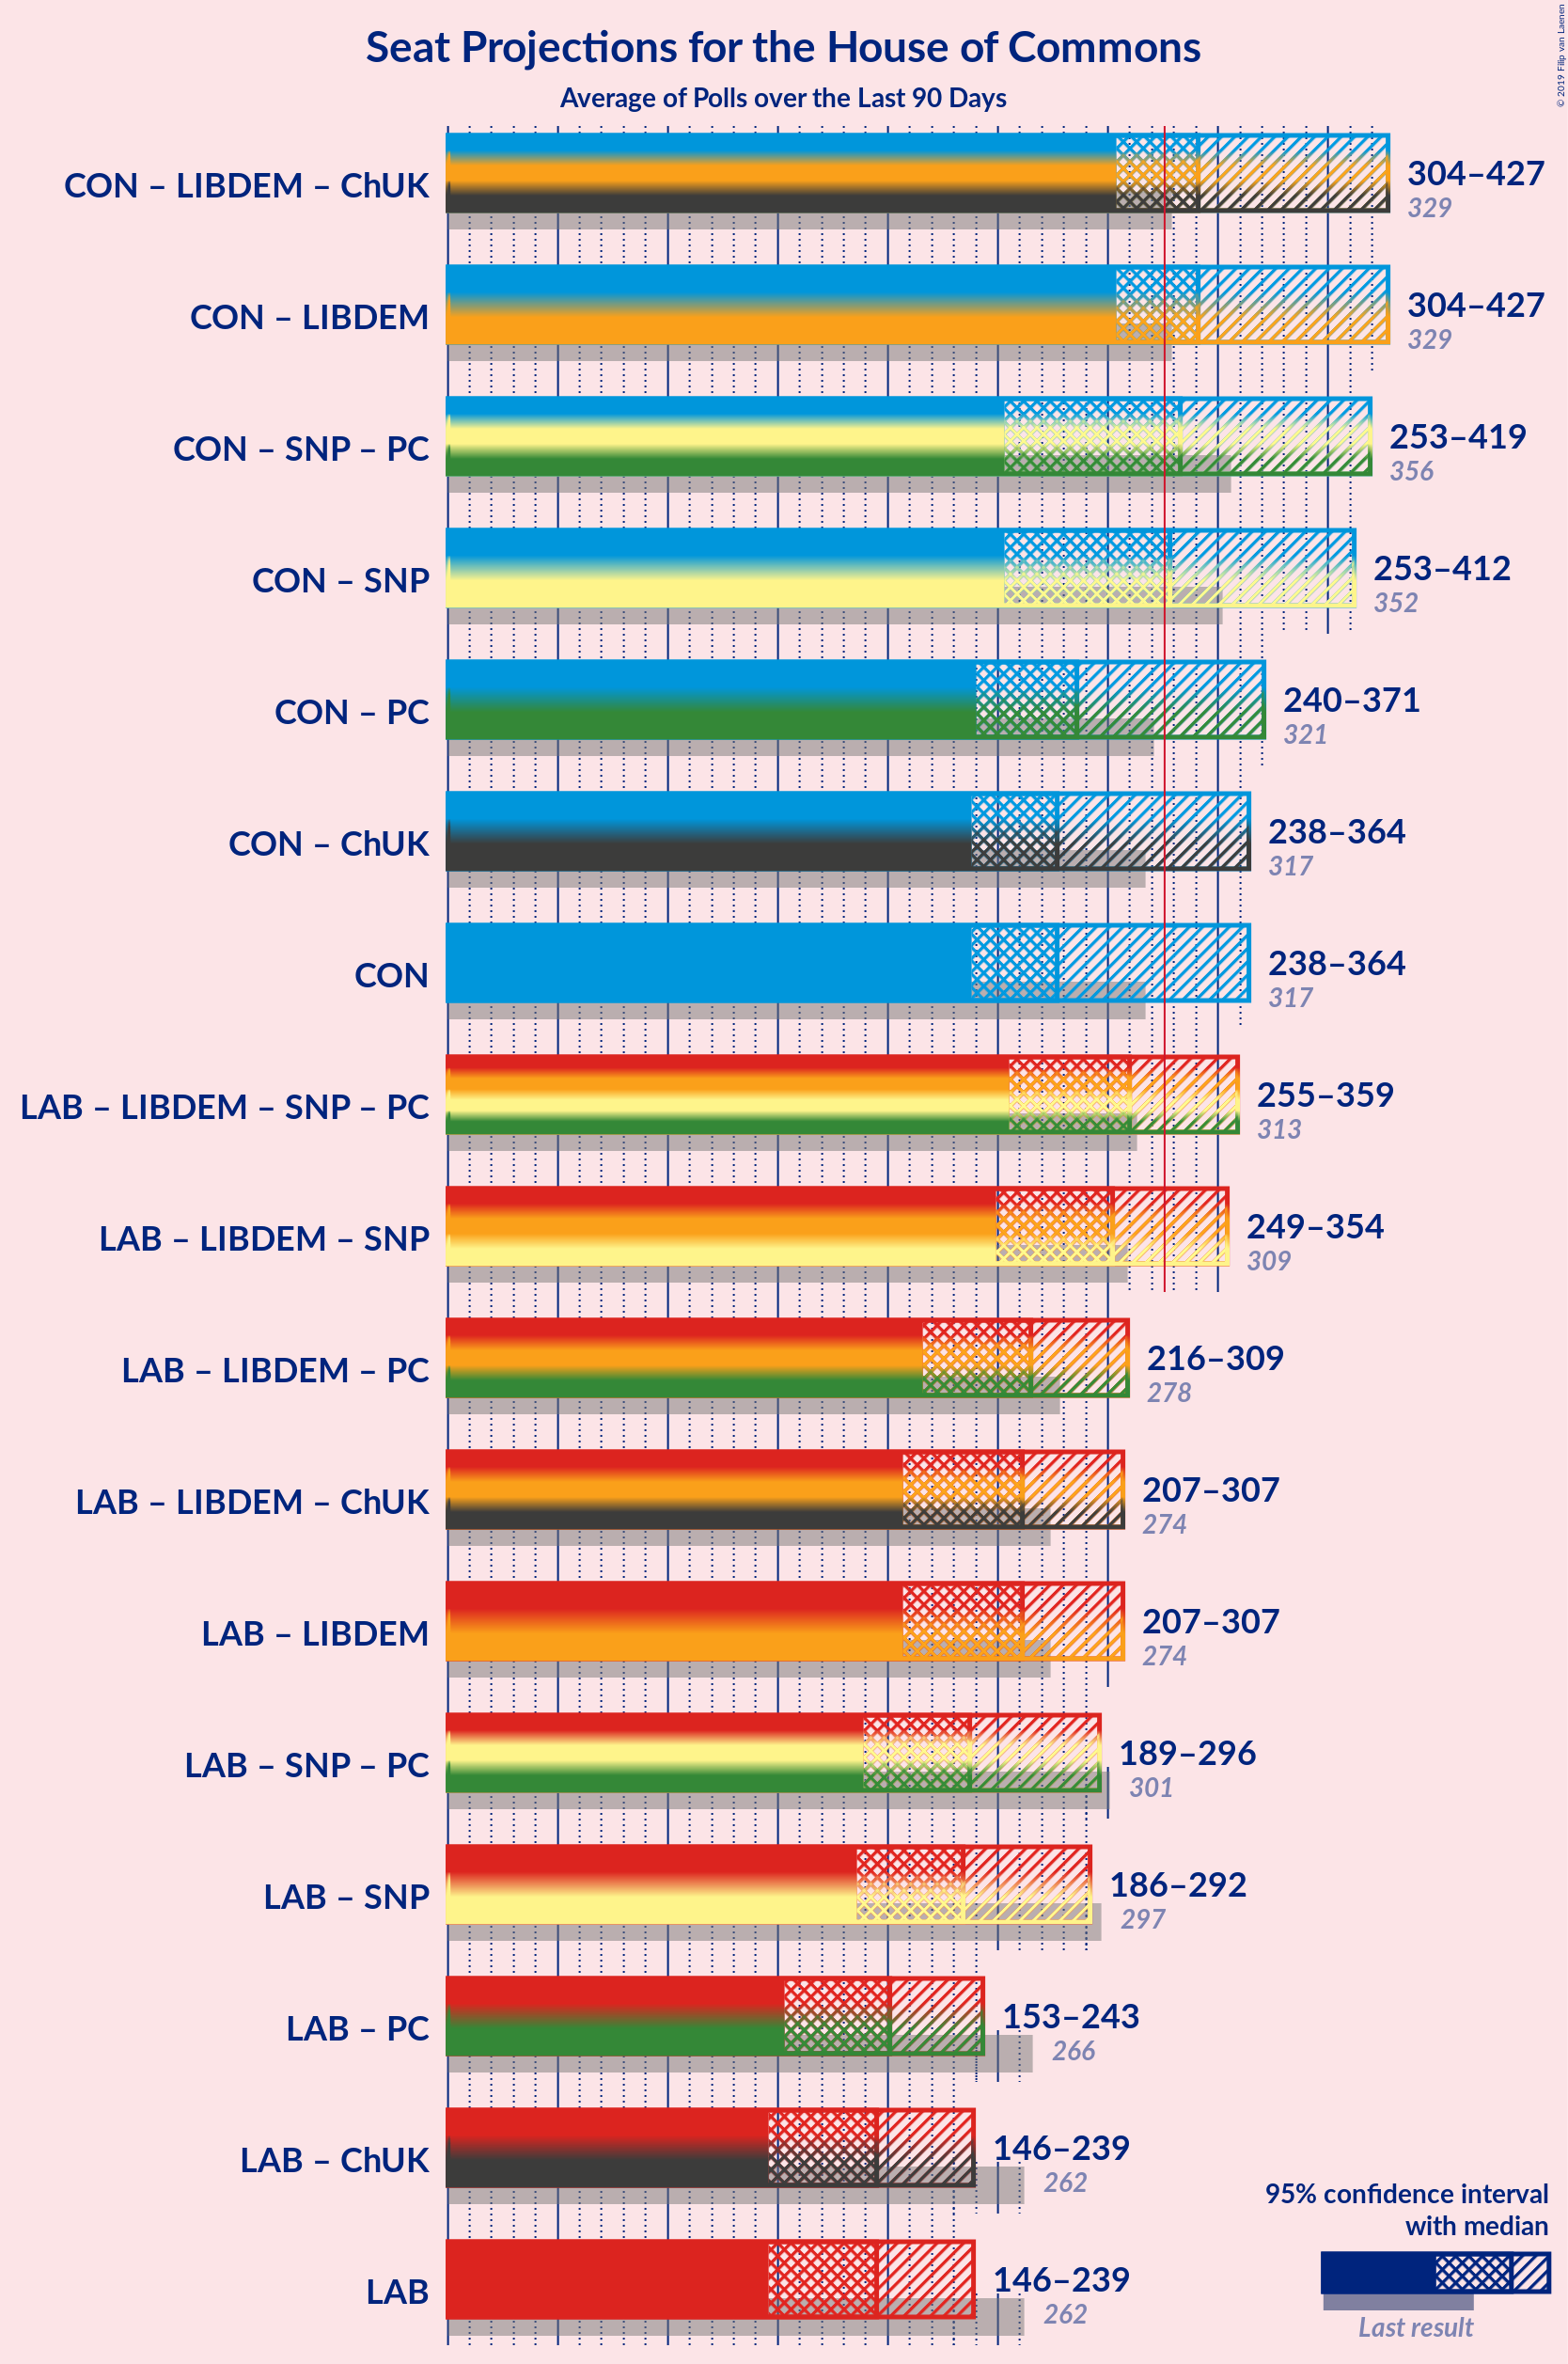 Seat Projections for the House of Commons
Average of Polls over the Last 90 Days
© 2019 Filip van Laenen
CON – LIBDEM – ChUK
304–427
329
CON – LIBDEM
304–427
329
CON – SNP – PC
253–419
356
CON – SNP
253–412
352
CON – PC
240–371
321
CON – ChUK
238–364
317
CON
238–364
317
LAB – LIBDEM – SNP – PC
255–359
313
LAB – LIBDEM – SNP
249–354
309
LAB – LIBDEM – PC
216–309
278
LAB – LIBDEM – ChUK
207–307
274
LAB – LIBDEM
207–307
274
LAB – SNP – PC
189–296
301
LAB – SNP
186–292
297
LAB – PC
153–243
266
LAB – ChUK
146–239
262
LAB
146–239
262
95% confidence interval
with median
Last result